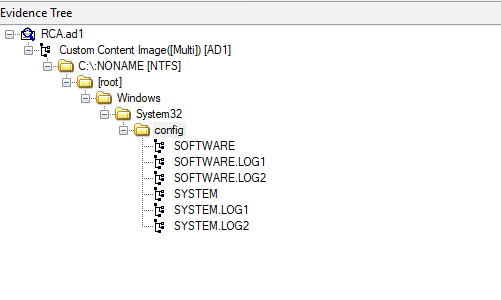 Evidence Tree
RCA.ad1
Custom Content Image([Multi]) [AD1]
C:\:NONAME [NTFS]
[root]
Windows
System32
config
SOFTWARE
SOFTWARE.LOG1
SOFTWARE.LOG2
SYSTEM
SYSTEM.LOG1
SYSTEM.LOG2